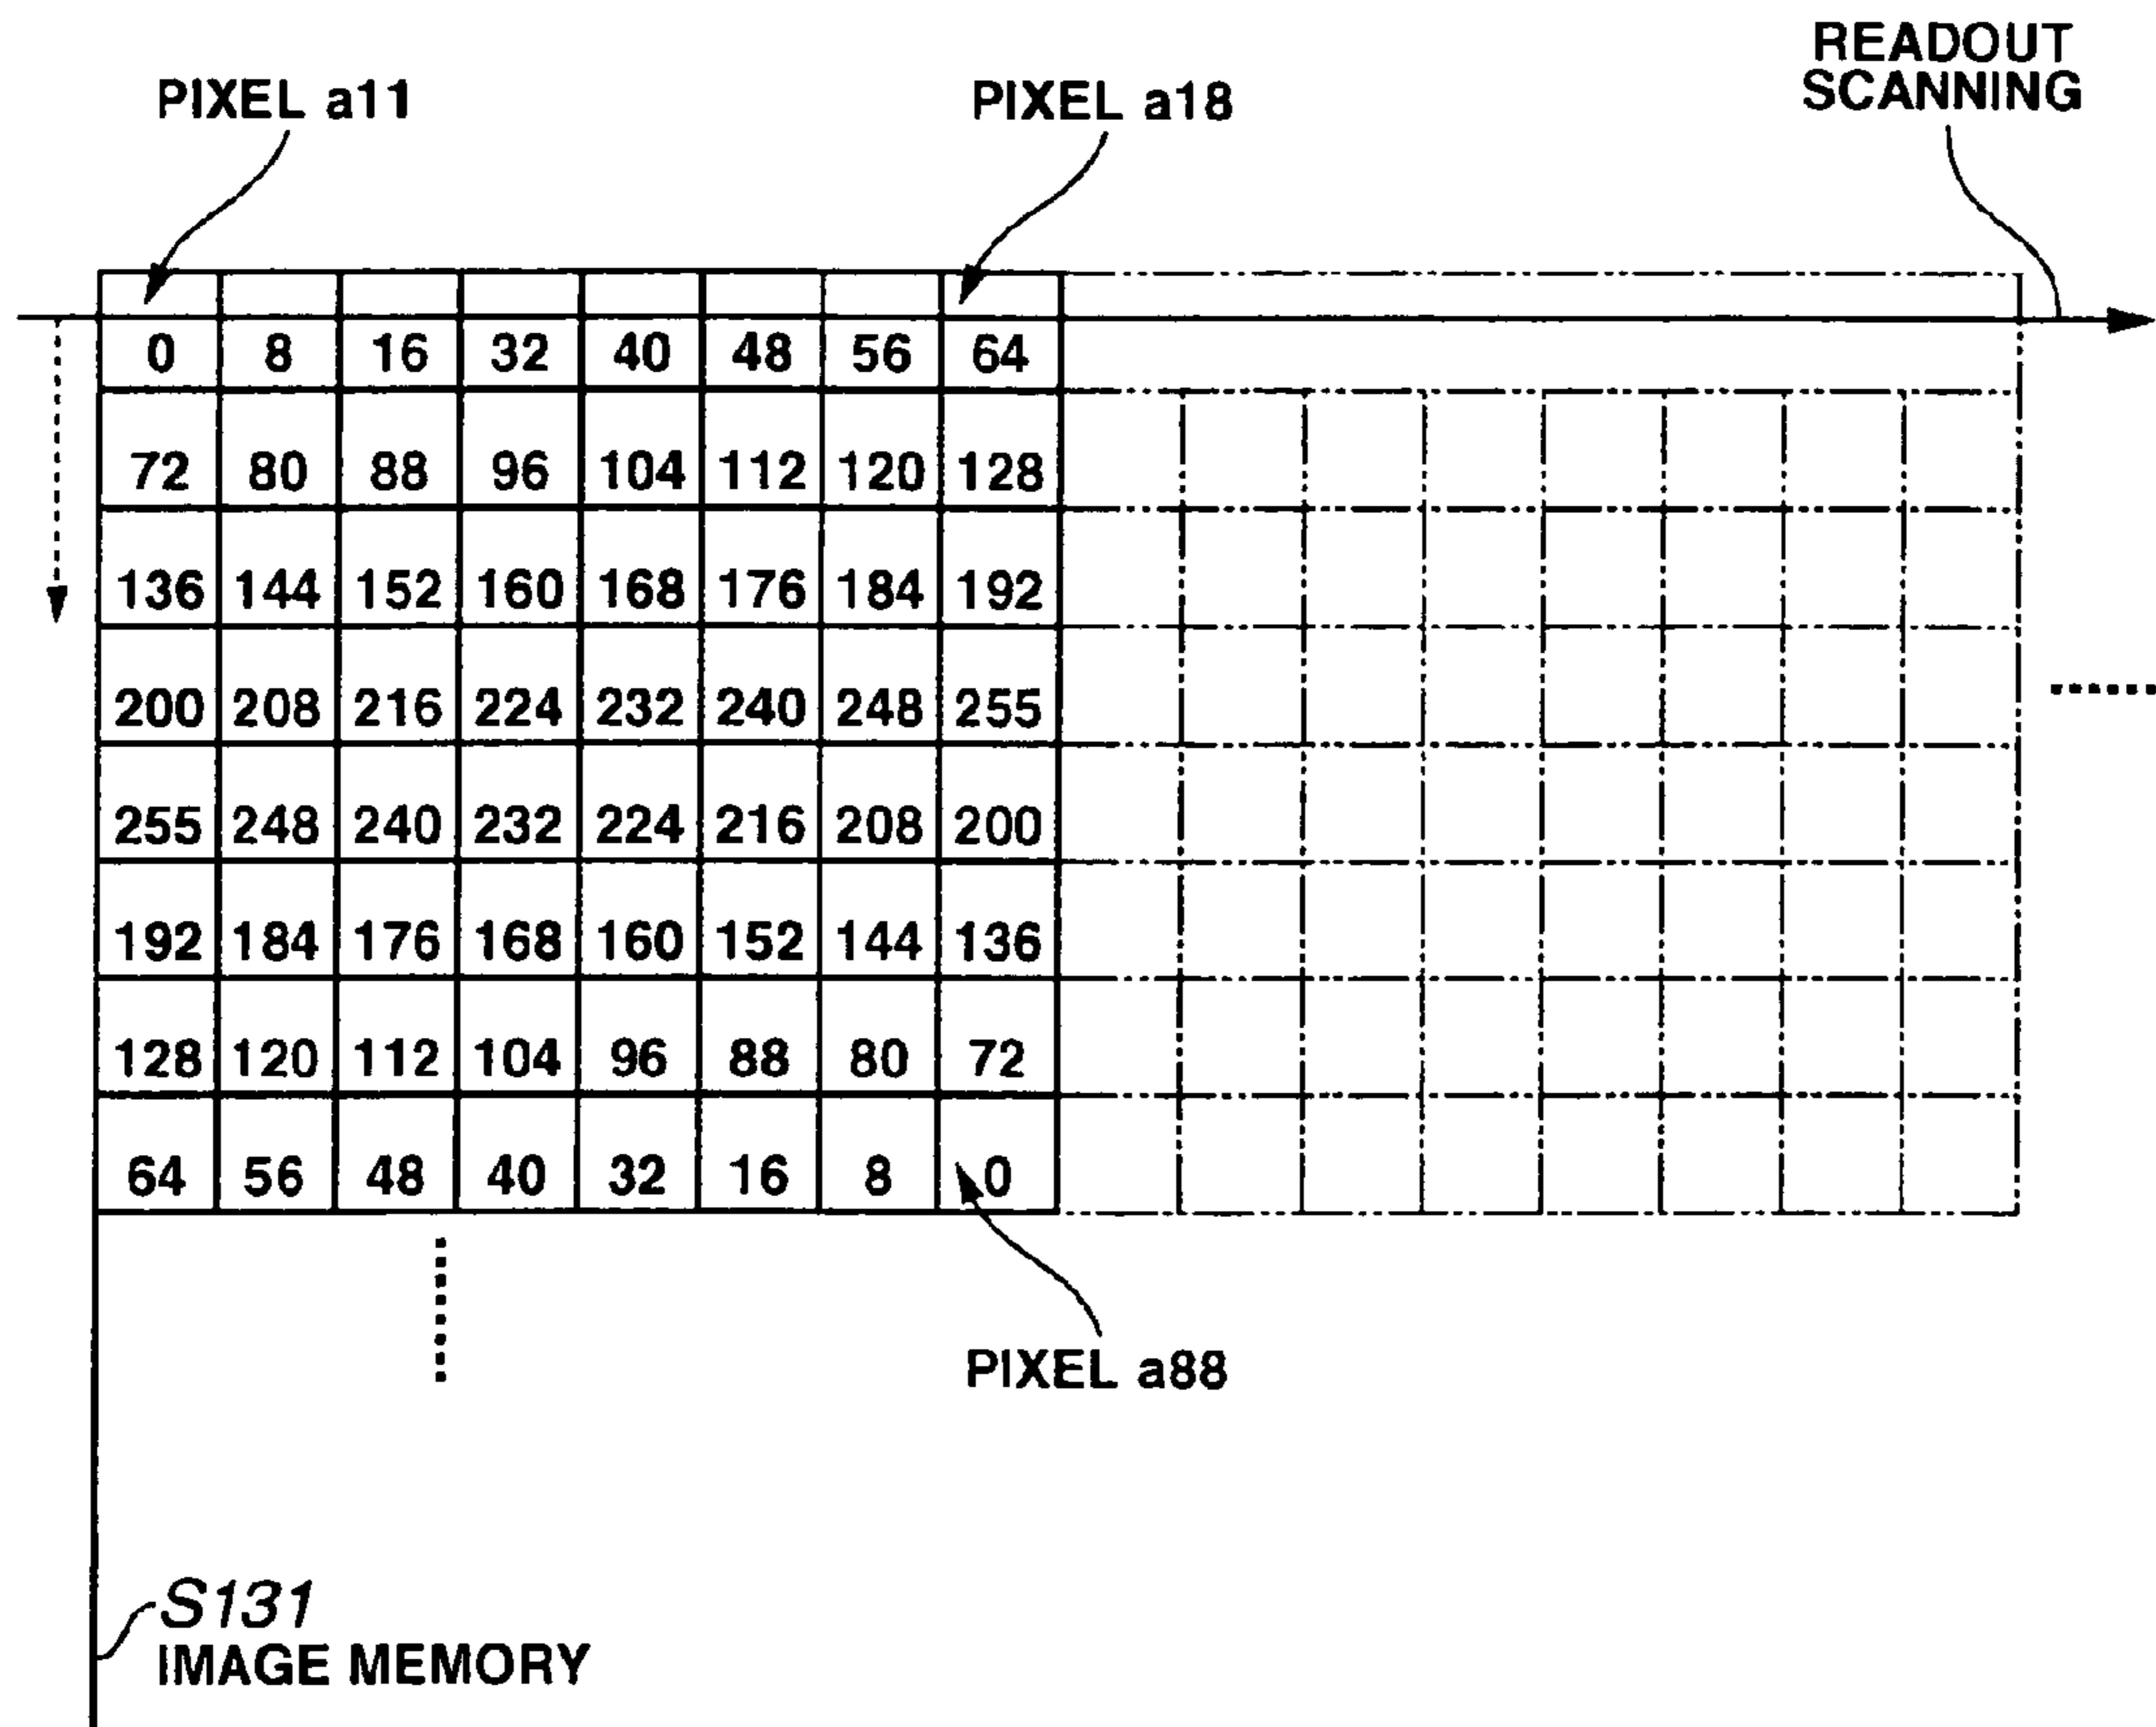 READOUT
SCANNING
PIXEL a11 PIXEL a18
0 8 16 32 40 48 56 64
72 80 88 96 104 112 120 128
136 144 152 160 168 176 184 192
200 208 216 224 232 240 248 255
255 248 240 232 224 216 208 200
192 184 176 168 160 152 144 136
128 120 112 104 96 88 80 72
64 56 48 40 32 16 8 0
PIXEL a88
S131
IMAGE MEMORY